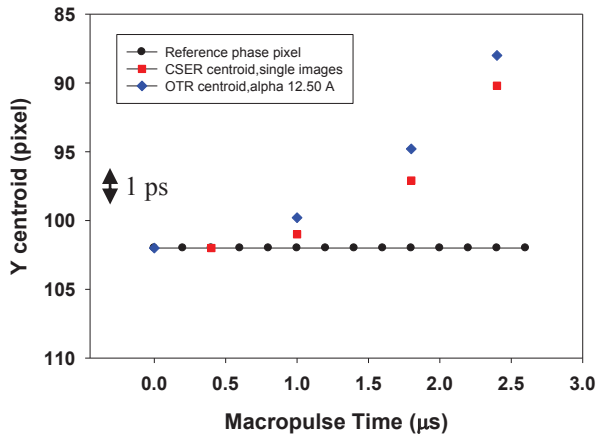 85
90
95
100
105
110
Y centroid (pixel)
Reference phase pixel
CSER centroid,single images
OTR centroid,alpha 12.50 A
1 ps
0.0 0.5 1.0 1.5 2.0 2.5 3.0
Macropulse Time (μs)